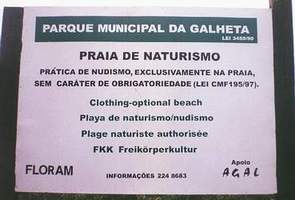 PARQUE MUNICIPAL DA GALHETA
LEI 3455/90
PRAIA DE NATURISMO
PRÁTICA DE NUDISMO, EXCLUSIVAMENTE NA PRAIA,
SEM CARÁTER DE OBRIGATORIEDADE (LEI CMF195/97).
Clothing-optional beach
Playa de naturismo/nudismo
Plage naturiste authorisée
FKK Freikörperkultur
FLORAM
INFORMAÇÕES 224 8683
Apoio
AGAL